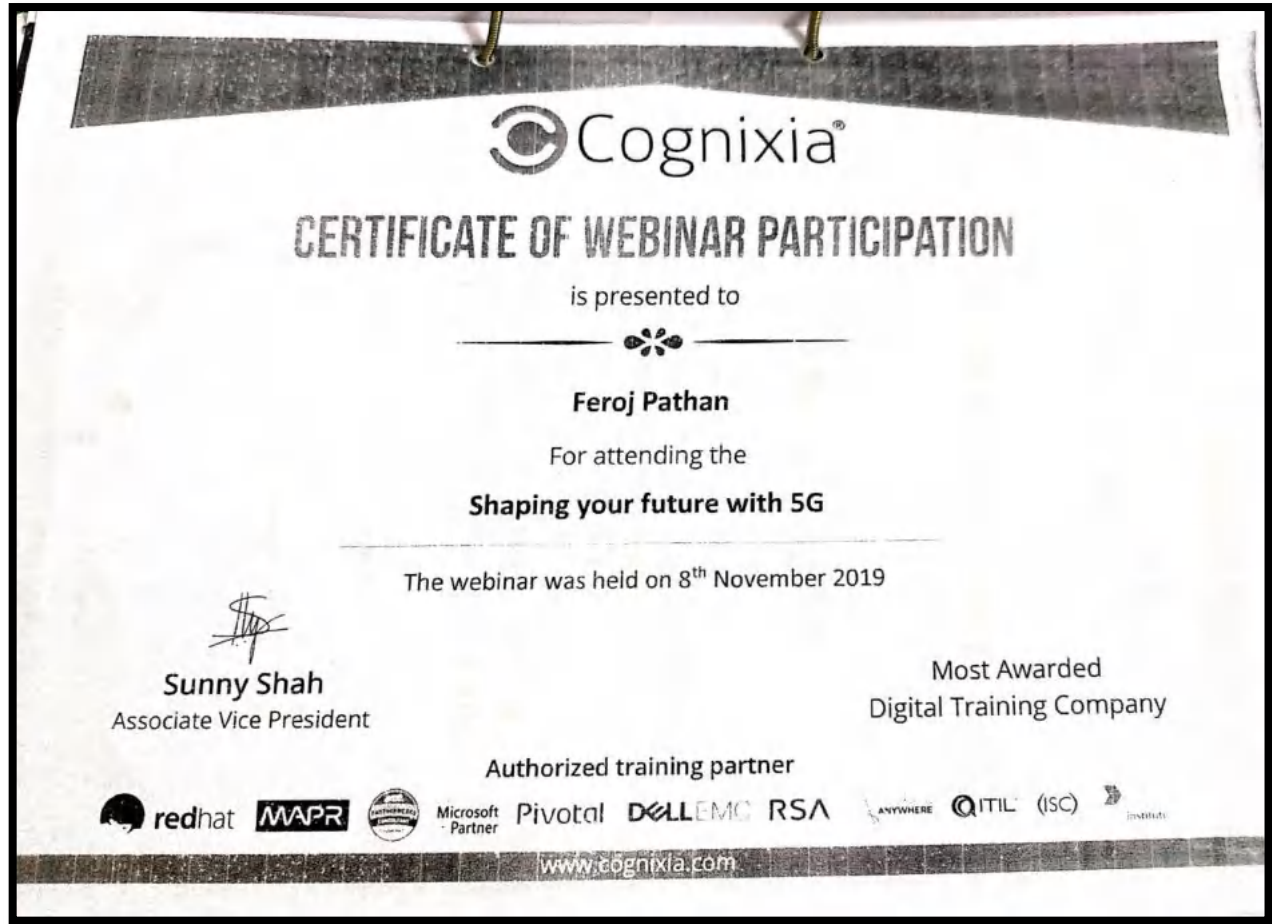 Cognixia®
CERTIFICATE OF WEBINAR PARTICIPATION
is presented to
Feroj Pathan
For attending the
Shaping your future with 5G
The webinar was held on 8th November 2019
Sunny Shah
Associate Vice President
Most Awarded
Digital Training Company
Authorized training partner
redhat MAPR Microsoft Partner Pivotal DELLEMC RSA ANYWHERE ITIL (ISC) institute
www.cognixia.com